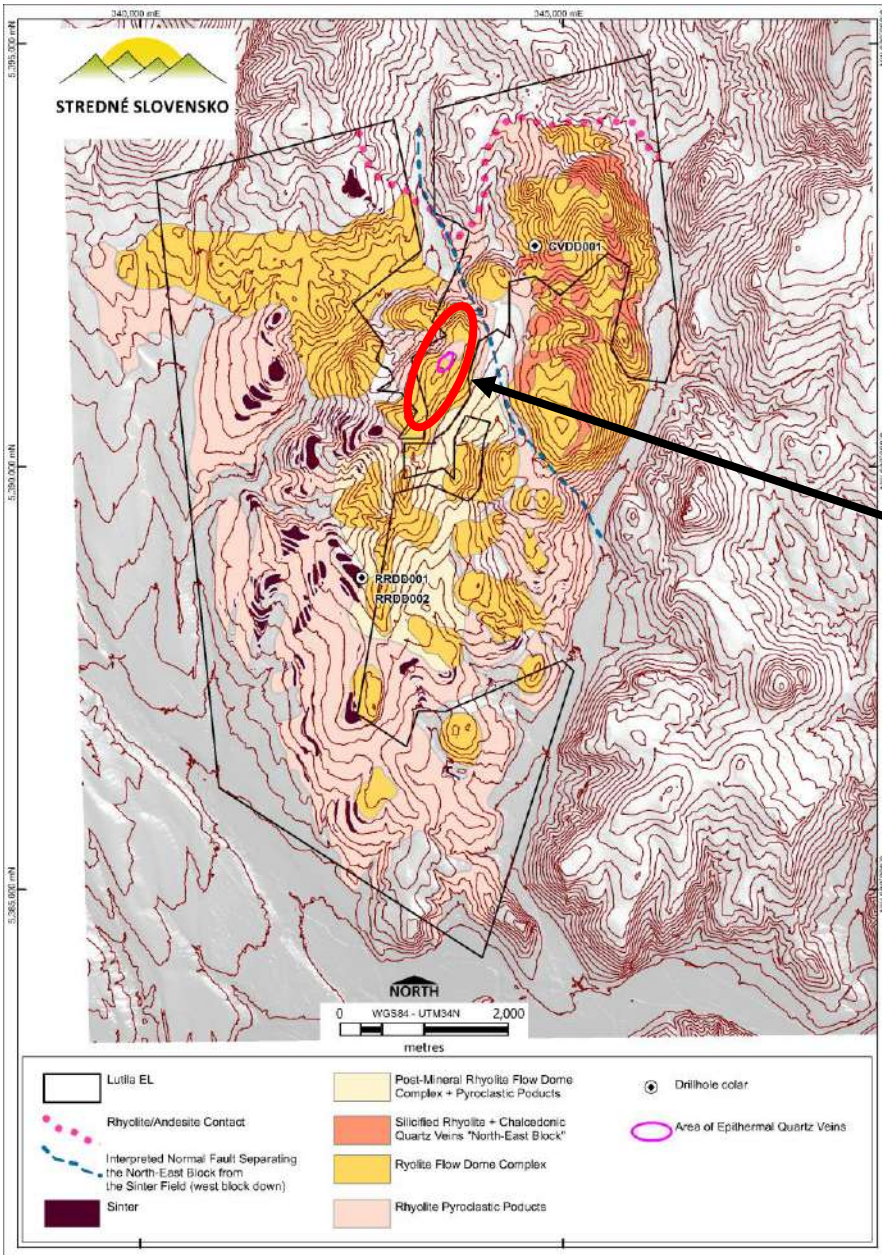 340,000 mE
345,000 mE
5,395,000 mN
STREDNÉ SLOVENSKO
CVDD001
5,390,000 mN
RRDD001
RRDD002
5,385,000 mN
NORTH
0 WGS84 - UTM34N 2,000
metres
Lutila EL
Rhyolite/Andesite Contact
Interpreted Normal Fault Separating
the North-East Block from
the Sinter Field (west block down)
Sinter
Post-Mineral Rhyolite Flow Dome
Complex + Pyroclastic Poducts
Silicified Rhyolite + Chalcedonic
Quartz Veins "North-East Block"
Ryolite Flow Dome Complex
Rhyolite Pyroclastic Products
Drillhole colar
Area of Epithermal Quartz Veins